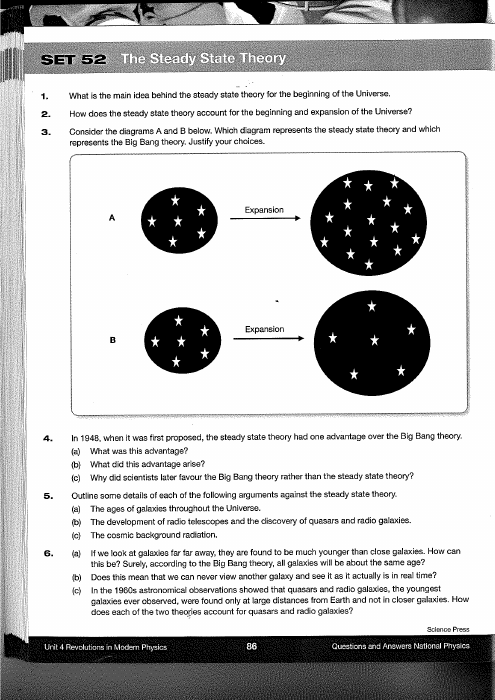 SET 52 The Steady State Theory
1. What is the main idea behind the steady state theory for the beginning of the Universe.
2. How does the steady state theory account for the beginning and expansion of the Universe?
3. Consider the diagrams A and B below. Which diagram represents the steady state theory and which
represents the Big Bang theory. Justify your choices.
A
Expansion
B
Expansion
4. In 1948, when it was first proposed, the steady state theory had one advantage over the Big Bang theory.
(a) What was this advantage?
(b) What did this advantage arise?
(c) Why did scientists later favour the Big Bang theory rather than the steady state theory?
5. Outline some details of each of the following arguments against the steady state theory.
(a) The ages of galaxies throughout the Universe.
(b) The development of radio telescopes and the discovery of quasars and radio galaxies.
(c) The cosmic background radiation.
6. (a) If we look at galaxies far far away, they are found to be much younger than close galaxies. How can
this be? Surely, according to the Big Bang theory, all galaxies will be about the same age?
(b) Does this mean that we can never view another galaxy and see it as it actually is in real time?
(c) In the 1960s astronomical observations showed that quasars and radio galaxies, the youngest
galaxies ever observed, were found only at large distances from Earth and not in closer galaxies. How
does each of the two theories account for quasars and radio galaxies?
Science Press
Unit 4 Revolutions in Modern Physics
86
Questions and Answers National Physics